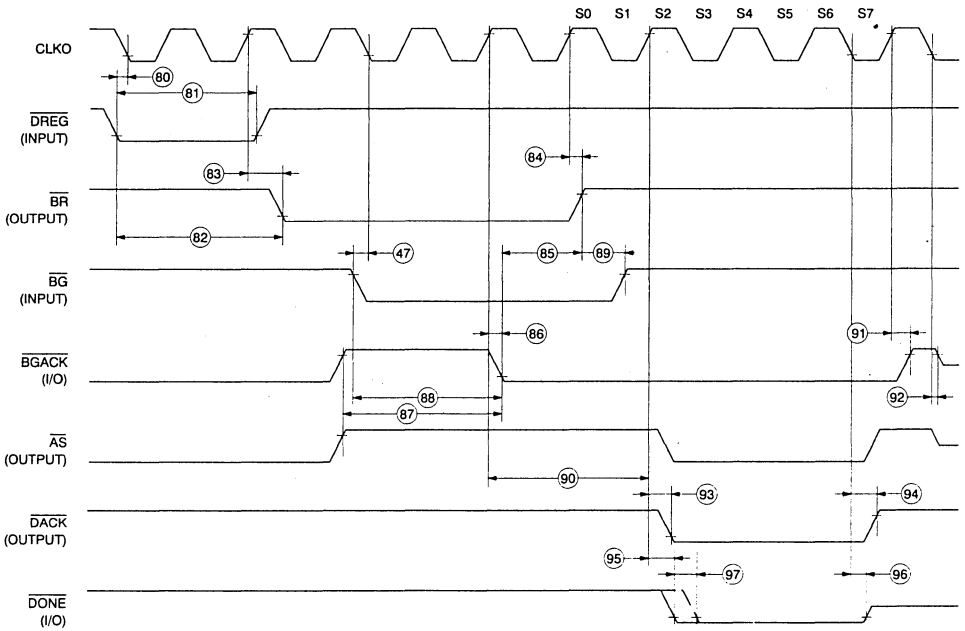 S0 S1 S2 S3 S4 S5 S6 S7
CLKO
80
81
DREG
(INPUT)
84
83
BR
(OUTPUT)
82
47
85
89
BG
(INPUT)
86
91
BGACK
(I/O)
88
92
87
AS
(OUTPUT)
90
93
94
DACK
(OUTPUT)
95
97
96
DONE
(I/O)